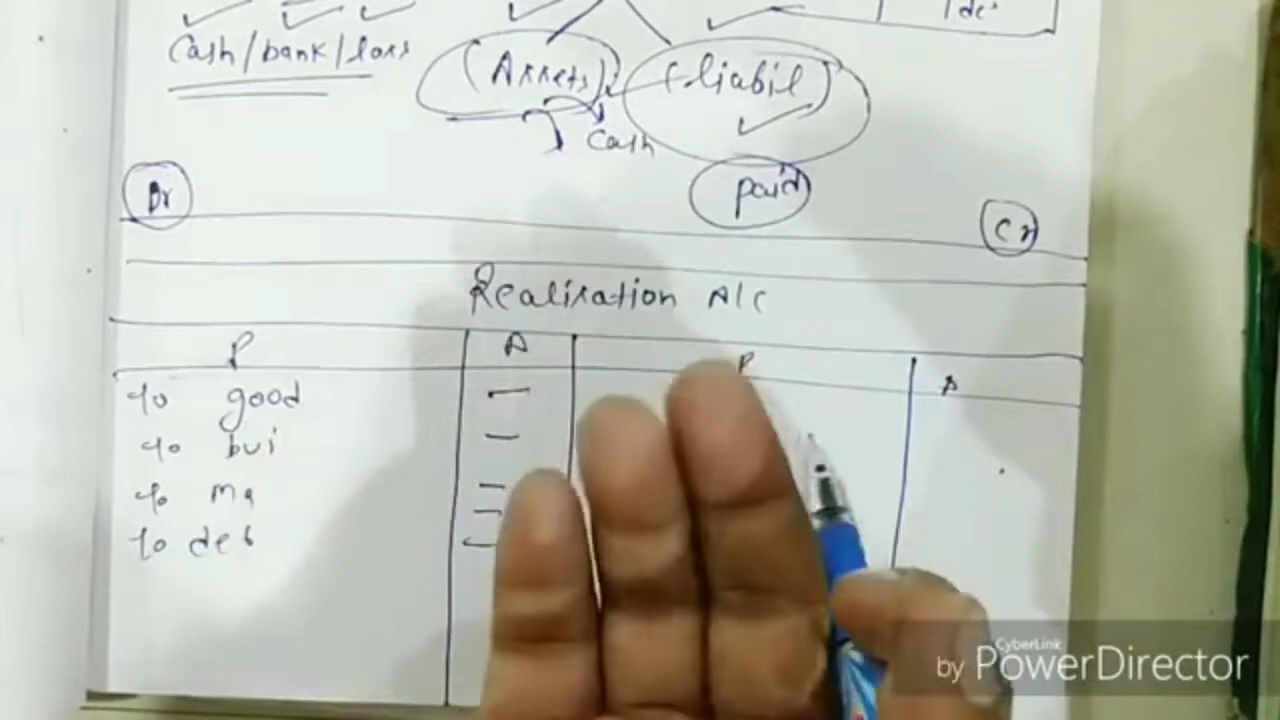 de
Cash/bank/loss
(Assets) (liabil)
Cash
paid
Dr
Cr
Realisation A/c
P A P A
to good —
to bui —
to ma
to deb
CyberLink
by PowerDirector